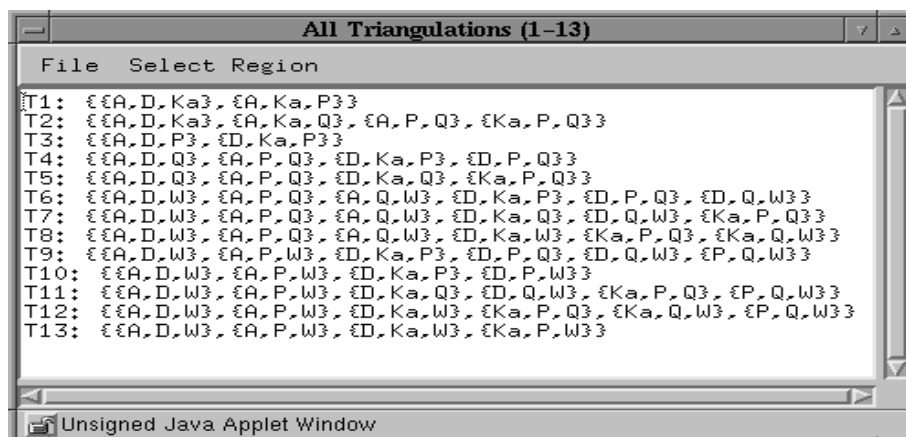 All Triangulations (1-13)
File Select Region
T1: {{A,D,Ka},{A,Ka,P}}
T2: {{A,D,Ka},{A,Ka,Q},{A,P,Q},{Ka,P,Q}}
T3: {{A,D,P},{D,Ka,P}}
T4: {{A,D,Q},{A,P,Q},{D,Ka,P},{D,P,Q}}
T5: {{A,D,Q},{A,P,Q},{D,Ka,Q},{Ka,P,Q}}
T6: {{A,D,W},{A,P,Q},{A,Q,W},{D,Ka,P},{D,P,Q},{D,Q,W}}
T7: {{A,D,W},{A,P,Q},{A,Q,W},{D,Ka,Q},{D,Q,W},{Ka,P,Q}}
T8: {{A,D,W},{A,P,Q},{A,Q,W},{D,Ka,W},{Ka,P,Q},{Ka,Q,W}}
T9: {{A,D,W},{A,P,W},{D,Ka,P},{D,P,Q},{D,Q,W},{P,Q,W}}
T10: {{A,D,W},{A,P,W},{D,Ka,P},{D,P,W}}
T11: {{A,D,W},{A,P,W},{D,Ka,Q},{D,Q,W},{Ka,P,Q},{P,Q,W}}
T12: {{A,D,W},{A,P,W},{D,Ka,W},{Ka,P,Q},{Ka,Q,W},{P,Q,W}}
T13: {{A,D,W},{A,P,W},{D,Ka,W},{Ka,P,W}}
Unsigned Java Applet Window